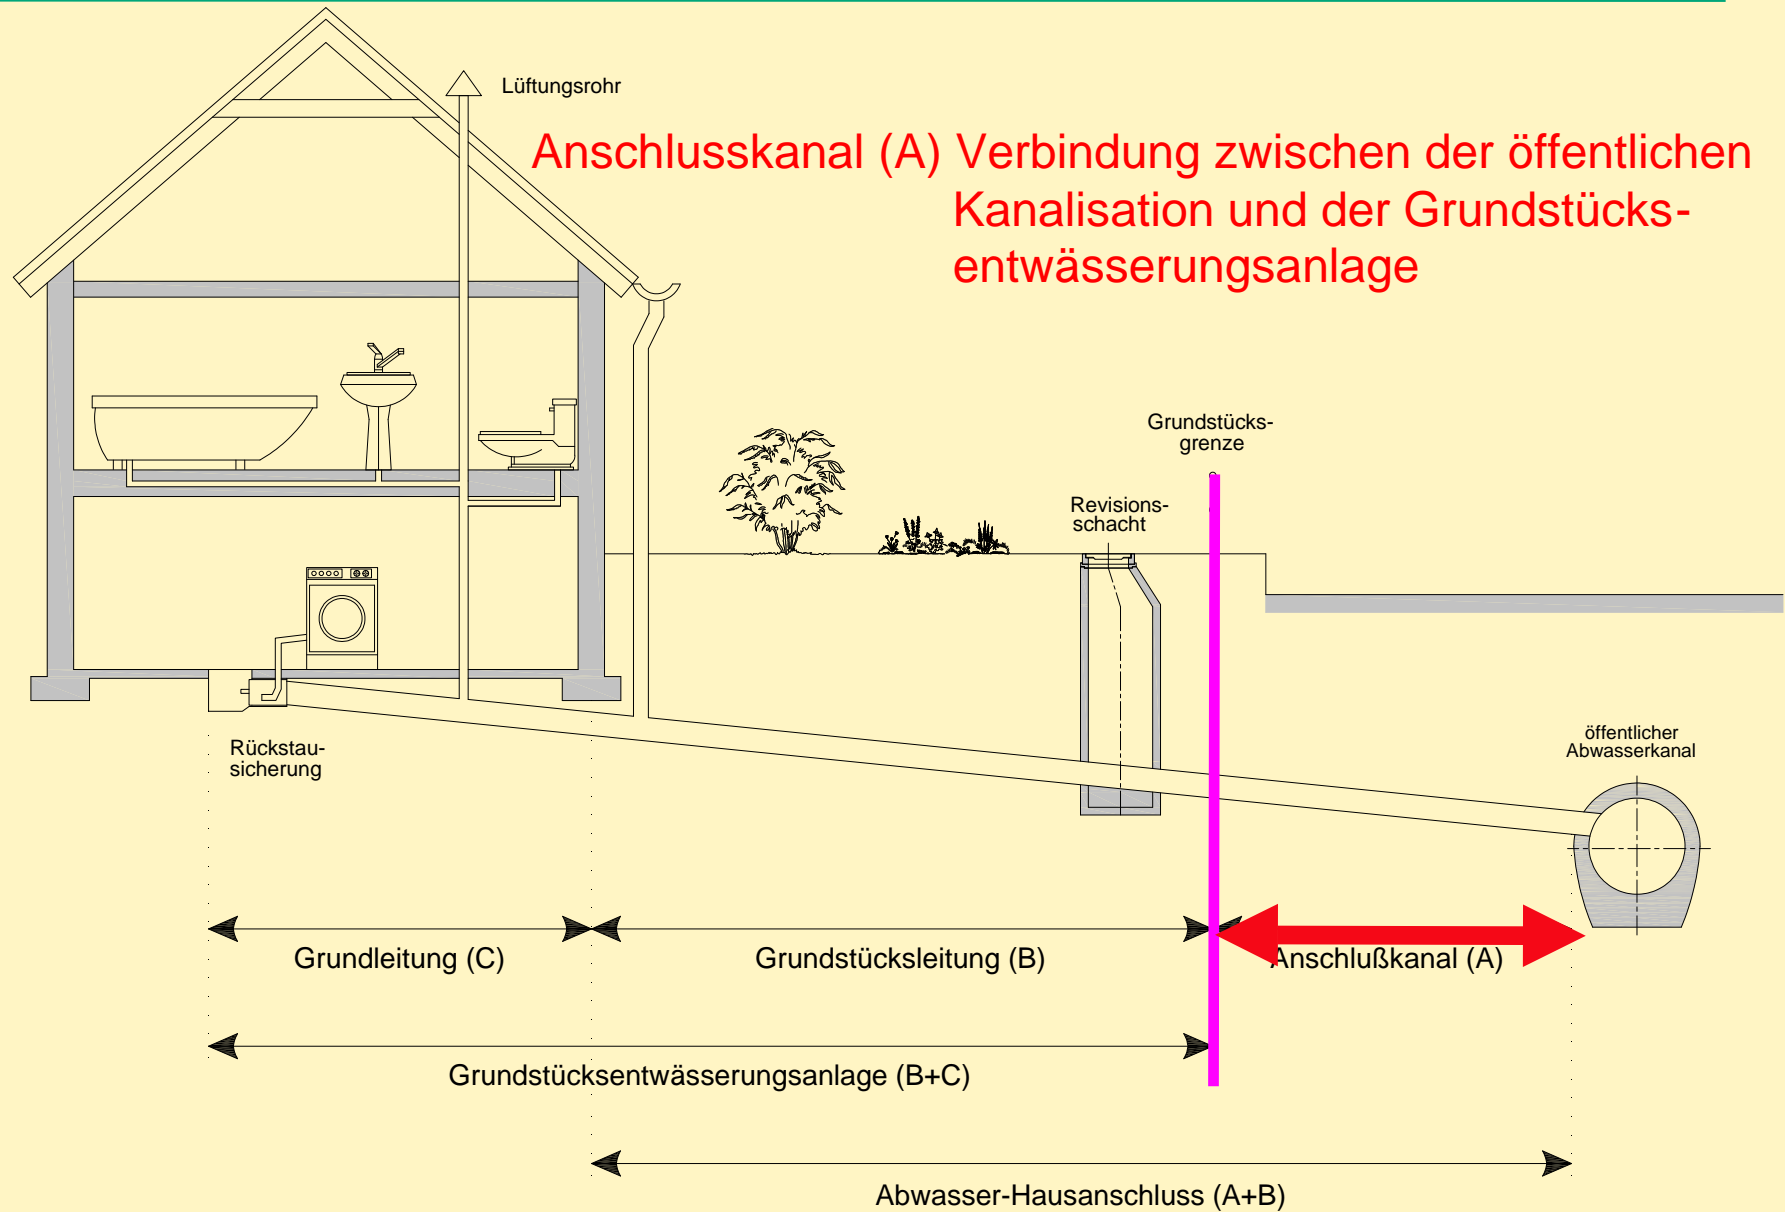 Lüftungsrohr
Anschlusskanal (A) Verbindung zwischen der öffentlichen
Kanalisation und der Grundstücks-
entwässerungsanlage
Grundstücks-
grenze
Revisions-
schacht
Rückstau-
sicherung
öffentlicher
Abwasserkanal
Grundleitung (C)
Grundstücksleitung (B)
Anschlußkanal (A)
Grundstücksentwässerungsanlage (B+C)
Abwasser-Hausanschluss (A+B)